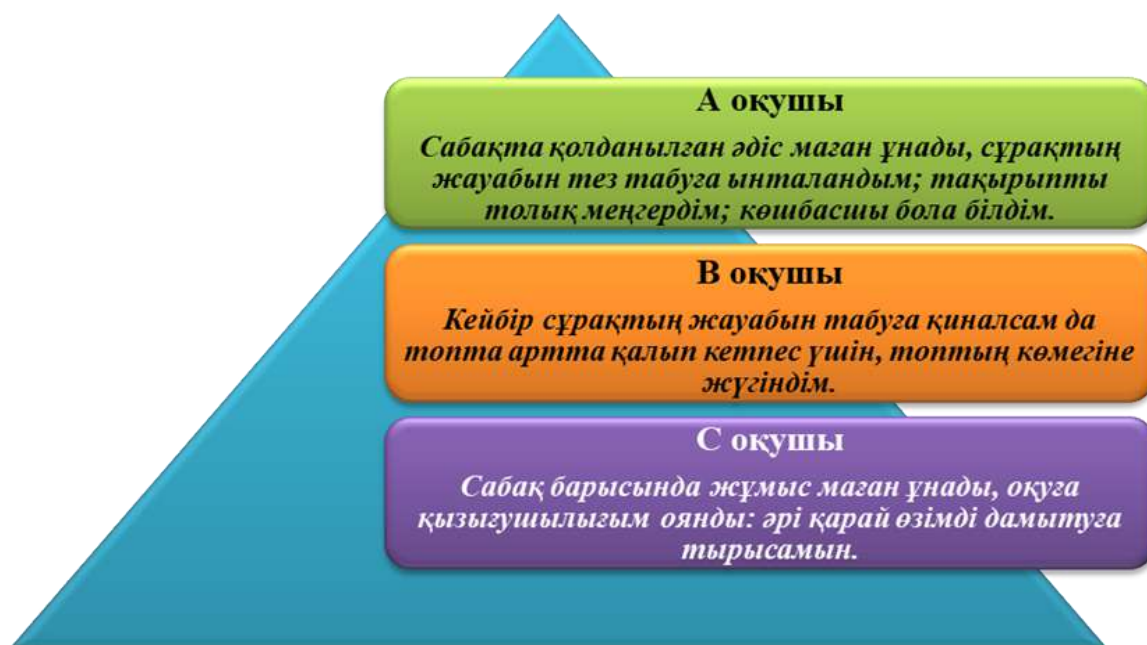 А оқушы
Сабақта қолданылған әдіс маған ұнады, сұрақтың
жауабын тез табуға ынталандым; тақырыпты
толық меңгердім; көшбасшы бола білдім.
В оқушы
Кейбір сұрақтың жауабын табуға қиналсам да
топта артта қалып кетпес үшін, топтың көмегіне
жүгіндім.
С оқушы
Сабақ барысында жұмыс маған ұнады, оқуға
қызығушылығым оянды: әрі қарай өзімді дамытуға
тырысамын.